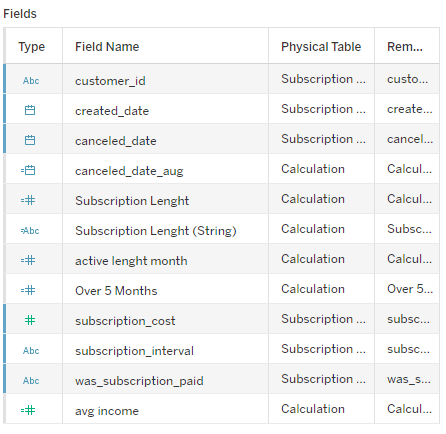 Fields
Type Field Name Physical Table Rem...
Abc customer_id Subscription ... custo...
created_date Subscription ... create...
canceled_date Subscription ... cancel...
canceled_date_aug Calculation Calcul...
=# Subscription Lenght Calculation Calcul...
=Abc Subscription Lenght (String) Calculation Subsc...
=# active lenght month Calculation Calcul...
=# Over 5 Months Calculation Over 5...
# subscription_cost Subscription ... subsc...
Abc subscription_interval Subscription ... subsc...
Abc was_subscription_paid Subscription ... was_s...
=# avg income Calculation Calcul...